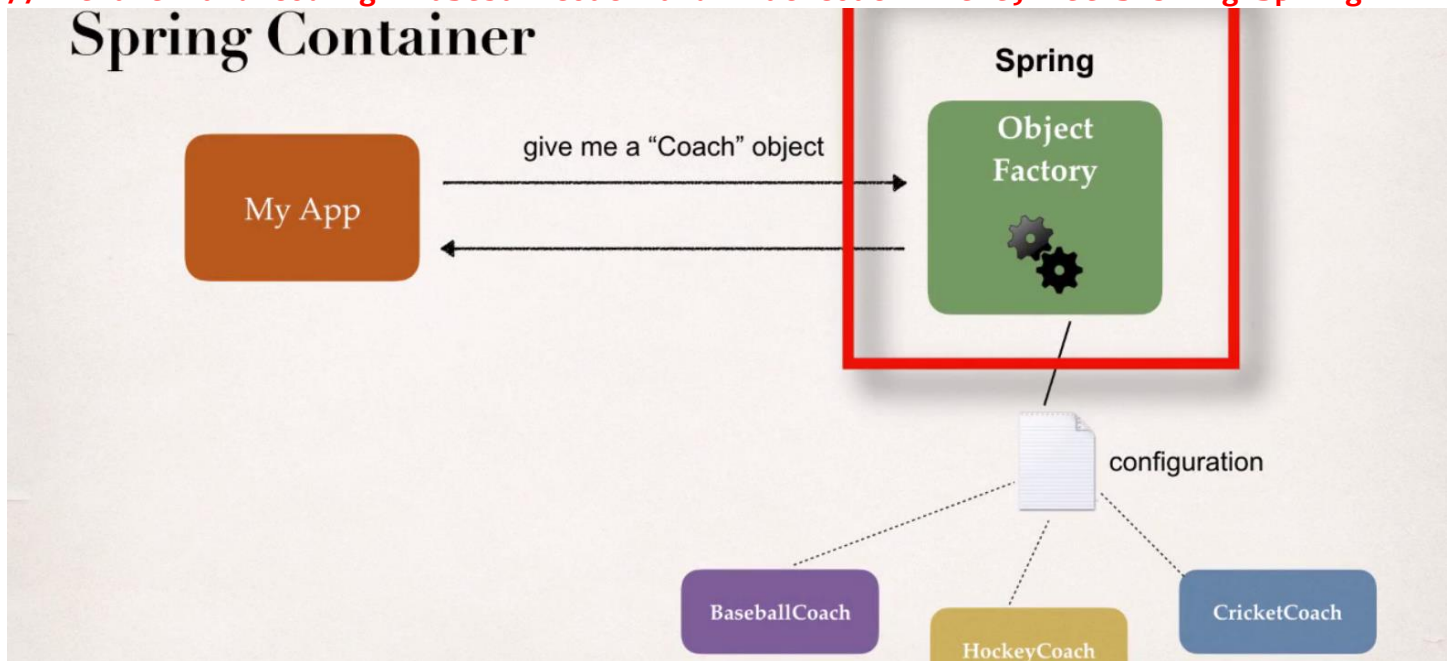 Spring Container
Spring
Object
Factory
give me a “Coach” object
My App
configuration
BaseballCoach
CricketCoach
HockeyCoach